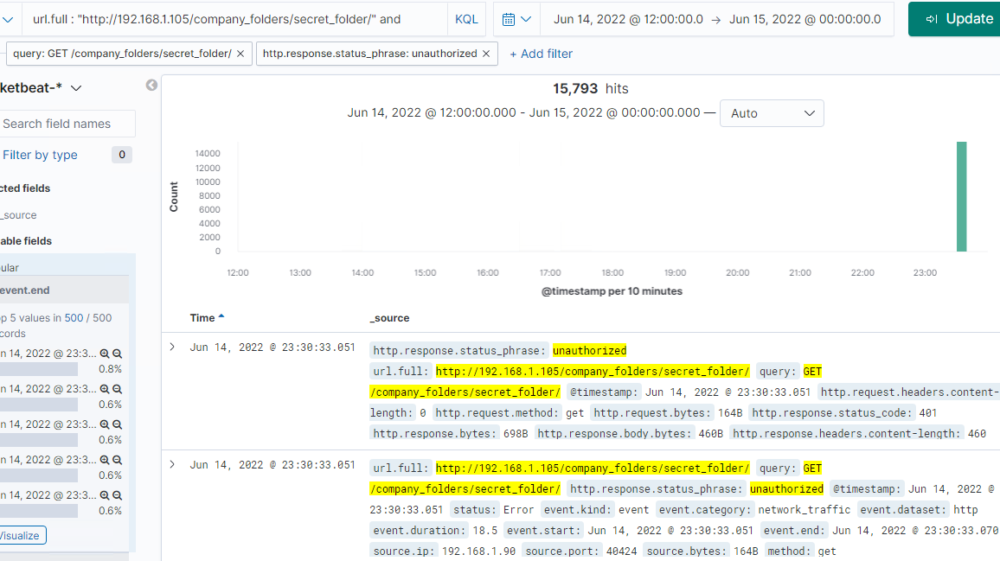 url.full : "http://192.168.1.105/company_folders/secret_folder/" and KQL Jun 14, 2022 @ 12:00:00.0 → Jun 15, 2022 @ 00:00:00.0 Update
query: GET /company_folders/secret_folder/ × http.response.status_phrase: unauthorized × + Add filter
ketbeat-*
Search field names
Filter by type 0
cted fields
_source
able fields
ular
event.end
p 5 values in 500 / 500
cords
n 14, 2022 @ 23:3...
0.8%
n 14, 2022 @ 23:3...
0.6%
n 14, 2022 @ 23:3...
0.6%
n 14, 2022 @ 23:3...
0.6%
n 14, 2022 @ 23:3...
0.6%
Visualize
15,793 hits
Jun 14, 2022 @ 12:00:00.000 - Jun 15, 2022 @ 00:00:00.000 — Auto
Count
14000
12000
10000
8000
6000
4000
2000
0
12:00 13:00 14:00 15:00 16:00 17:00 18:00 19:00 20:00 21:00 22:00 23:00
@timestamp per 10 minutes
Time _source
Jun 14, 2022 @ 23:30:33.051 http.response.status_phrase: unauthorized
url.full: http://192.168.1.105/company_folders/secret_folder/ query: GET
/company_folders/secret_folder/ @timestamp: Jun 14, 2022 @ 23:30:33.051 http.request.headers.content-
length: 0 http.request.method: get http.request.bytes: 164B http.response.status_code: 401
http.response.bytes: 698B http.response.body.bytes: 460B http.response.headers.content-length: 460
Jun 14, 2022 @ 23:30:33.051 url.full: http://192.168.1.105/company_folders/secret_folder/ query: GET
/company_folders/secret_folder/ http.response.status_phrase: unauthorized @timestamp: Jun 14, 2022 @
23:30:33.051 status: Error event.kind: event event.category: network_traffic event.dataset: http
event.duration: 18.5 event.start: Jun 14, 2022 @ 23:30:33.051 event.end: Jun 14, 2022 @ 23:30:33.070
source.ip: 192.168.1.90 source.port: 40424 source.bytes: 164B method: get